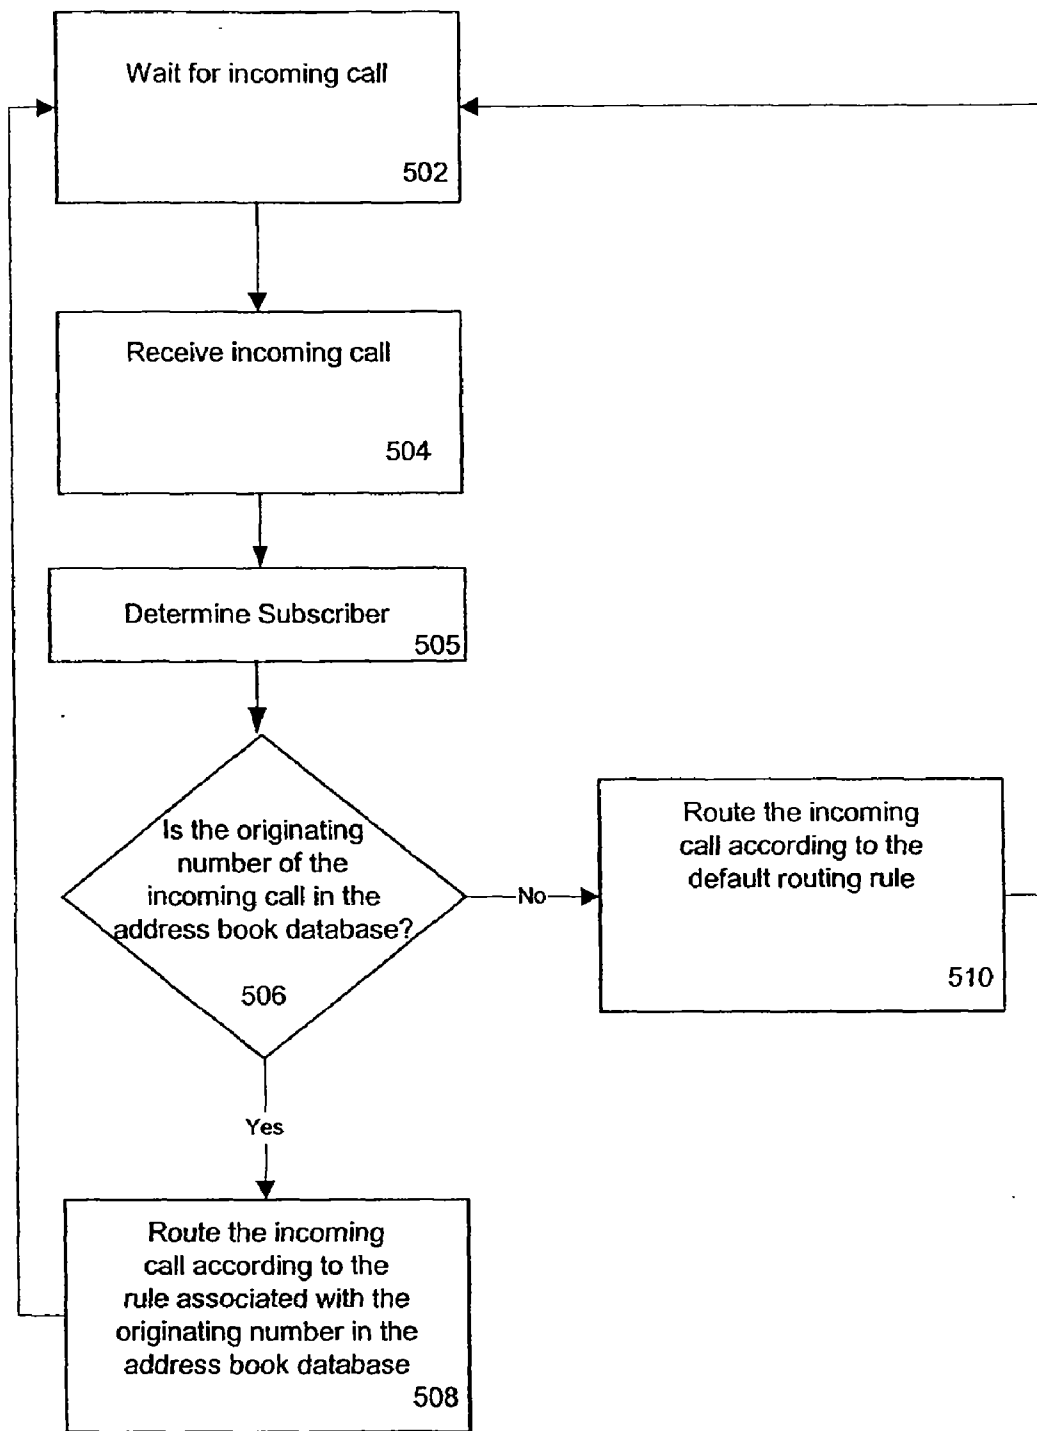 Wait for incoming call
502
Receive incoming call
504
Determine Subscriber
505
Is the originating
number of the
incoming call in the
address book database?
506
No
Route the incoming
call according to the
default routing rule
510
Yes
Route the incoming
call according to the
rule associated with the
originating number in the
address book database
508